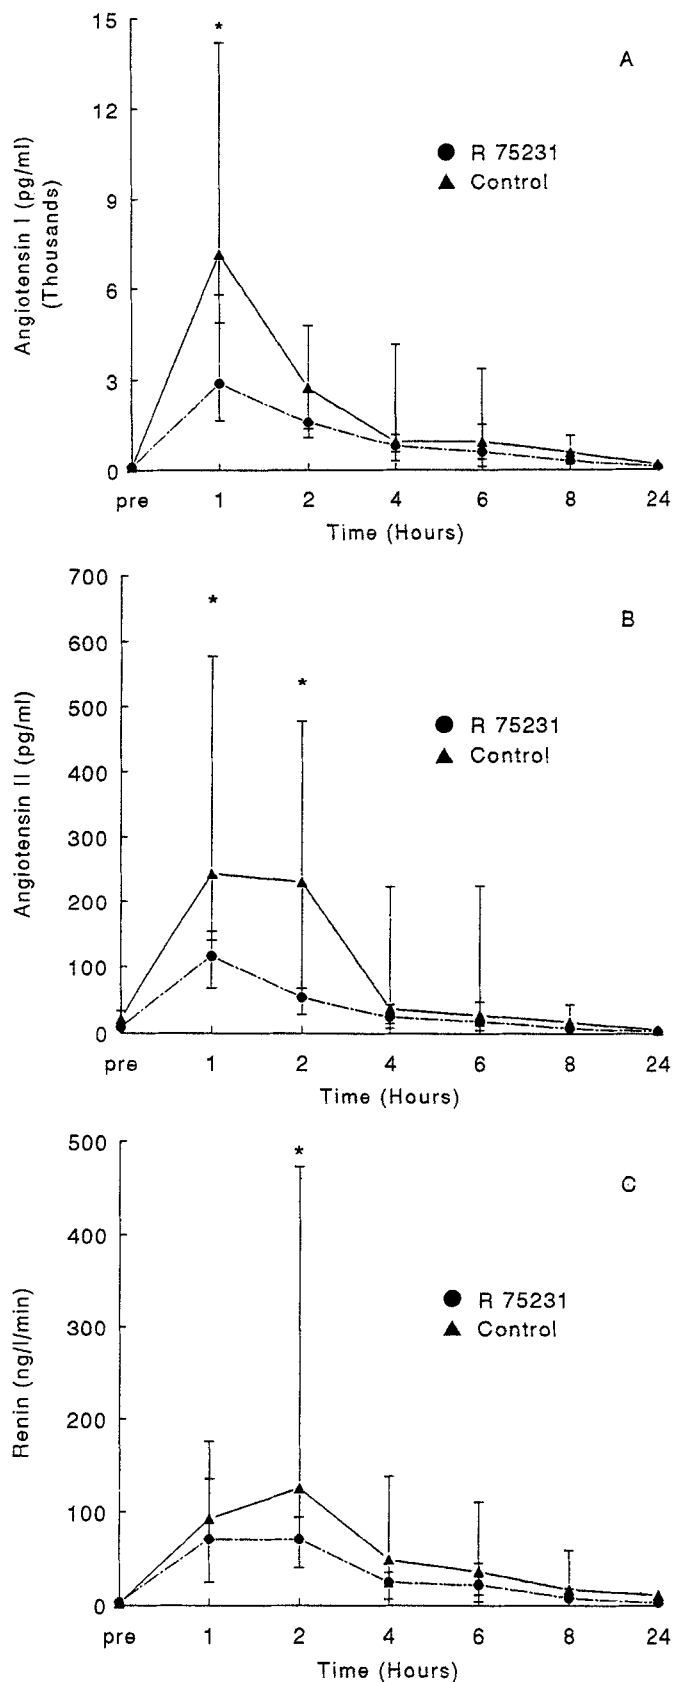 15
*
A
12
Angiotensin I (pg/ml)
(Thousands)
● R 75231
▲ Control
9
6
3
0
pre 1 2 4 6 8 24
Time (Hours)
700
*
B
600
*
500
Angiotensin II (pg/ml)
● R 75231
▲ Control
400
300
200
100
0
pre 1 2 4 6 8 24
Time (Hours)
500
*
C
400
Renin (ng/l/min)
● R 75231
▲ Control
300
200
100
0
pre 1 2 4 6 8 24
Time (Hours)